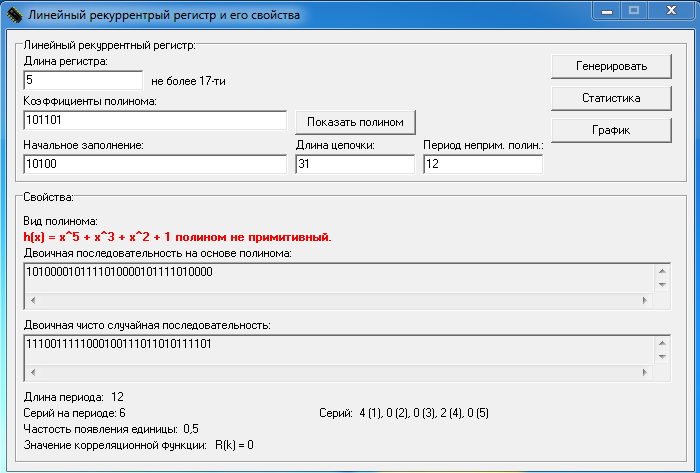 Линейный рекуррентрый регистр и его свойства
Линейный рекуррентный регистр:
Длина регистра:
5 не более 17-ти
Генерировать
Коэффициенты полинома:
Статистика
101101
Показать полином
График
Начальное заполнение: Длина цепочки: Период неприм. полин.:
10100 31 12
Свойства:
Вид полинома:
h(x) = x^5 + x^3 + x^2 + 1 полином не примитивный.
Двоичная последовательность на основе полинома:
1010000101111010000101111010000
Двоичная чисто случайная последовательность:
1110011111000100111011010111101
Длина периода: 12
Серий на периоде: 6 Серий: 4 (1), 0 (2), 0 (3), 2 (4), 0 (5)
Частость появления единицы: 0,5
Значение корреляционной функции: R(k) = 0